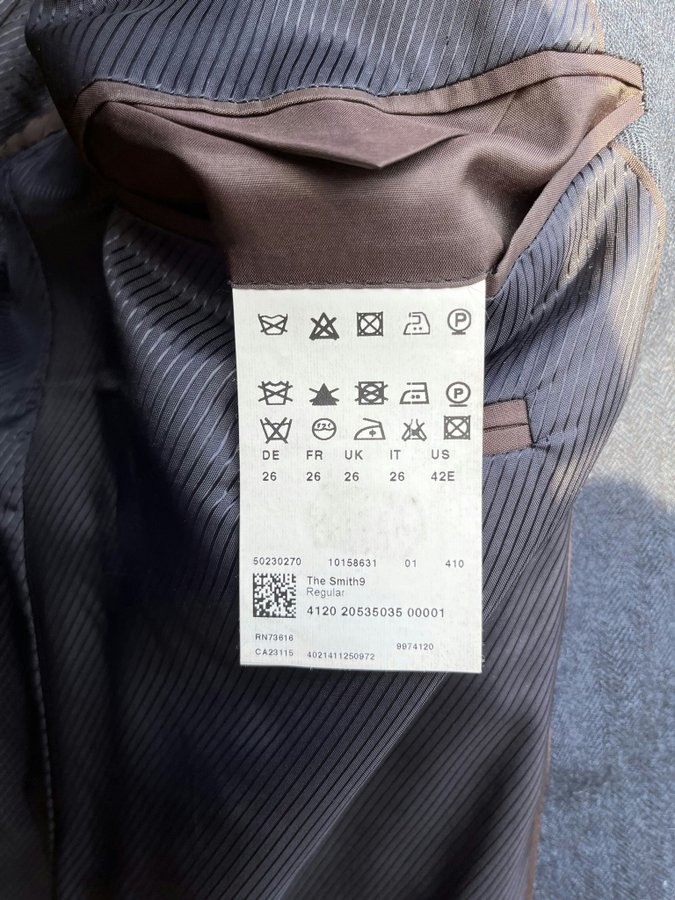 P
P
DE FR UK IT US
26 26 26 26 42E
50230270 10158631 01 410
The Smith9
Regular
4120 20535035 00001
RN73616
9974120
CA23115 4021411250972